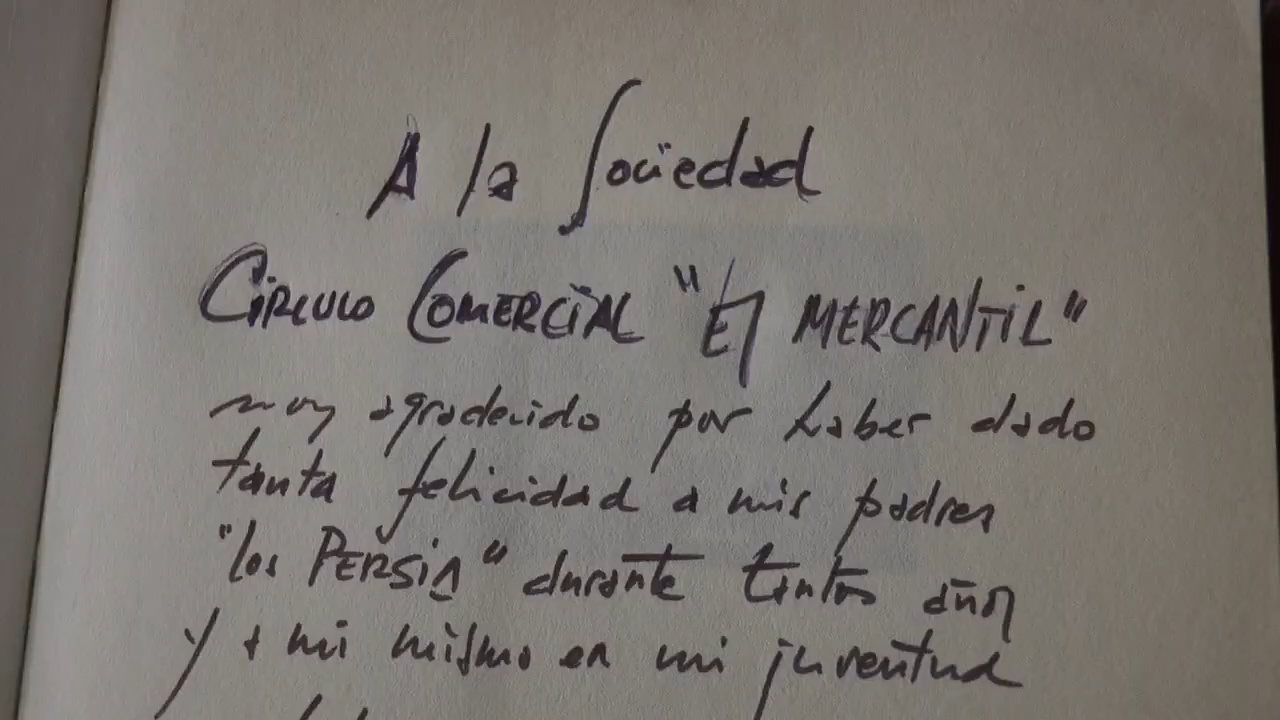 A la Sociedad
CÍRCULO COMERCIAL "El MERCANTIL"
muy agradecido por haber dado
tanta felicidad a mis padres
"los PERSIA" durante tantos años
y a mi mismo en mi juventud